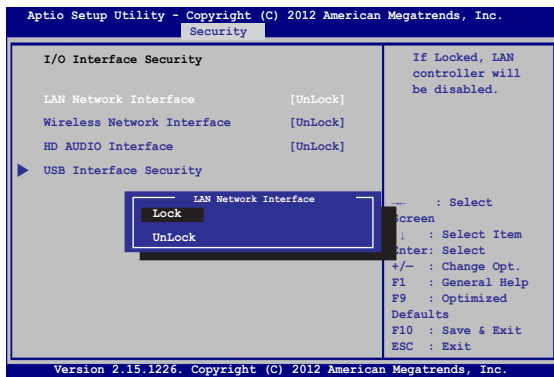 Aptio Setup Utility - Copyright (C) 2012 American Megatrends, Inc.
Security
I/O Interface Security
LAN Network Interface [UnLock]
Wireless Network Interface [UnLock]
HD AUDIO Interface [UnLock]
USB Interface Security
LAN Network Interface
Lock
UnLock
If Locked, LAN
controller will
be disabled.
→← : Select
Screen
↓ : Select Item
Enter: Select
+/— : Change Opt.
F1 : General Help
F9 : Optimized
Defaults
F10 : Save & Exit
ESC : Exit
Version 2.15.1226. Copyright (C) 2012 American Megatrends, Inc.